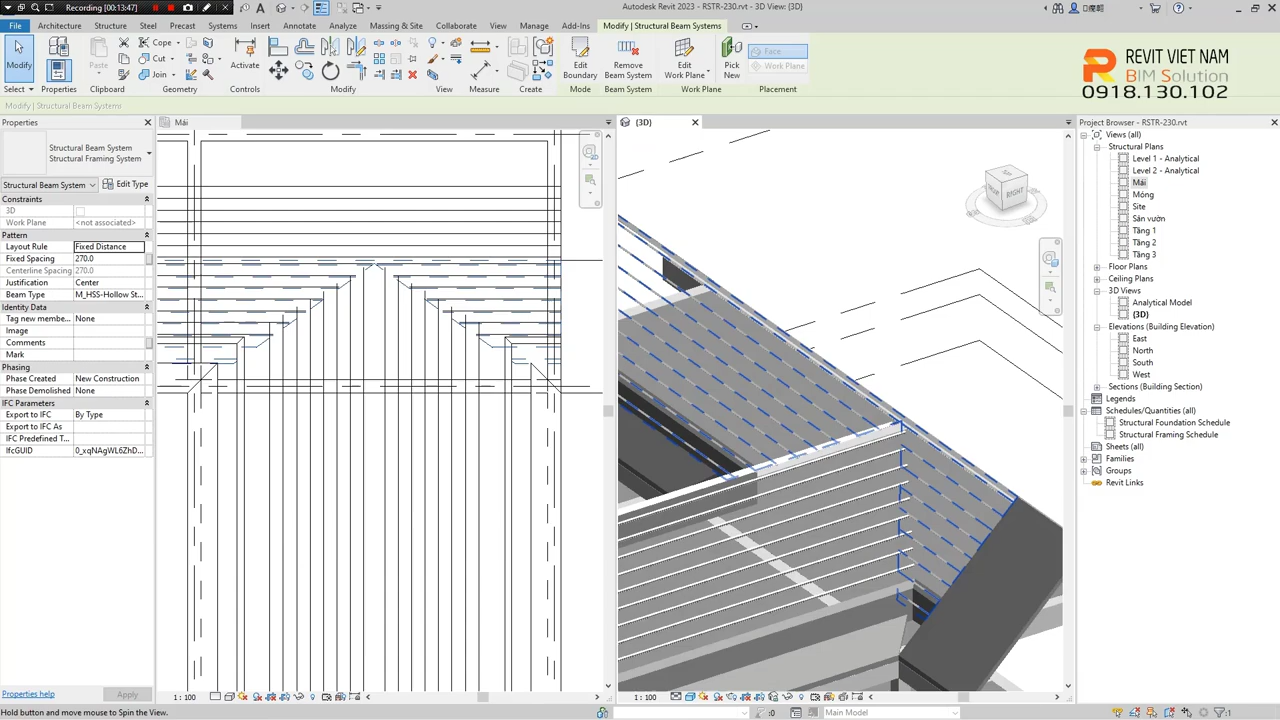 Recording [00:13:47]
Autodesk Revit 2023 - RSTR-230.rvt - 3D View: {3D}
File
Architecture
Structure
Steel
Precast
Systems
Insert
Annotate
Analyze
Massing & Site
Collaborate
View
Manage
Add-Ins
Modify | Structural Beam Systems
Modify
Paste
Cope
Cut
Join
Activate
Edit
Boundary
Remove
Beam System
Edit
Work Plane
Pick
New
Face
Work Plane
Select
Properties
Clipboard
Geometry
Controls
Modify
View
Measure
Create
Mode
Beam System
Work Plane
Placement
REVIT VIET NAM
BIM Solution
0918.130.102
Modify | Structural Beam Systems
Properties
Structural Beam System
Structural Framing System
Structural Beam System
Edit Type
Constraints
3D
Work Plane
<not associated>
Pattern
Layout Rule
Fixed Distance
Fixed Spacing
270.0
Centerline Spacing
270.0
Justification
Center
Beam Type
M_HSS-Hollow St...
Identity Data
Tag new membe...
None
Image
Comments
Mark
Phasing
Phase Created
New Construction
Phase Demolished
None
IFC Parameters
Export to IFC
By Type
Export to IFC As
IFC Predefined T...
IfcGUID
0_xqNAgWL6ZhD...
Properties help
Apply
Mái
{3D}
RIGHT
1 : 100
1 : 100
Project Browser - RSTR-230.rvt
Views (all)
Structural Plans
Level 1 - Analytical
Level 2 - Analytical
Mái
Móng
Site
Sân vườn
Tầng 1
Tầng 2
Tầng 3
Floor Plans
Ceiling Plans
3D Views
Analytical Model
{3D}
Elevations (Building Elevation)
East
North
South
West
Sections (Building Section)
Legends
Schedules/Quantities (all)
Structural Foundation Schedule
Structural Framing Schedule
Sheets (all)
Families
Groups
Revit Links
Hold button and move mouse to Spin the View.
:0
Main Model
:1